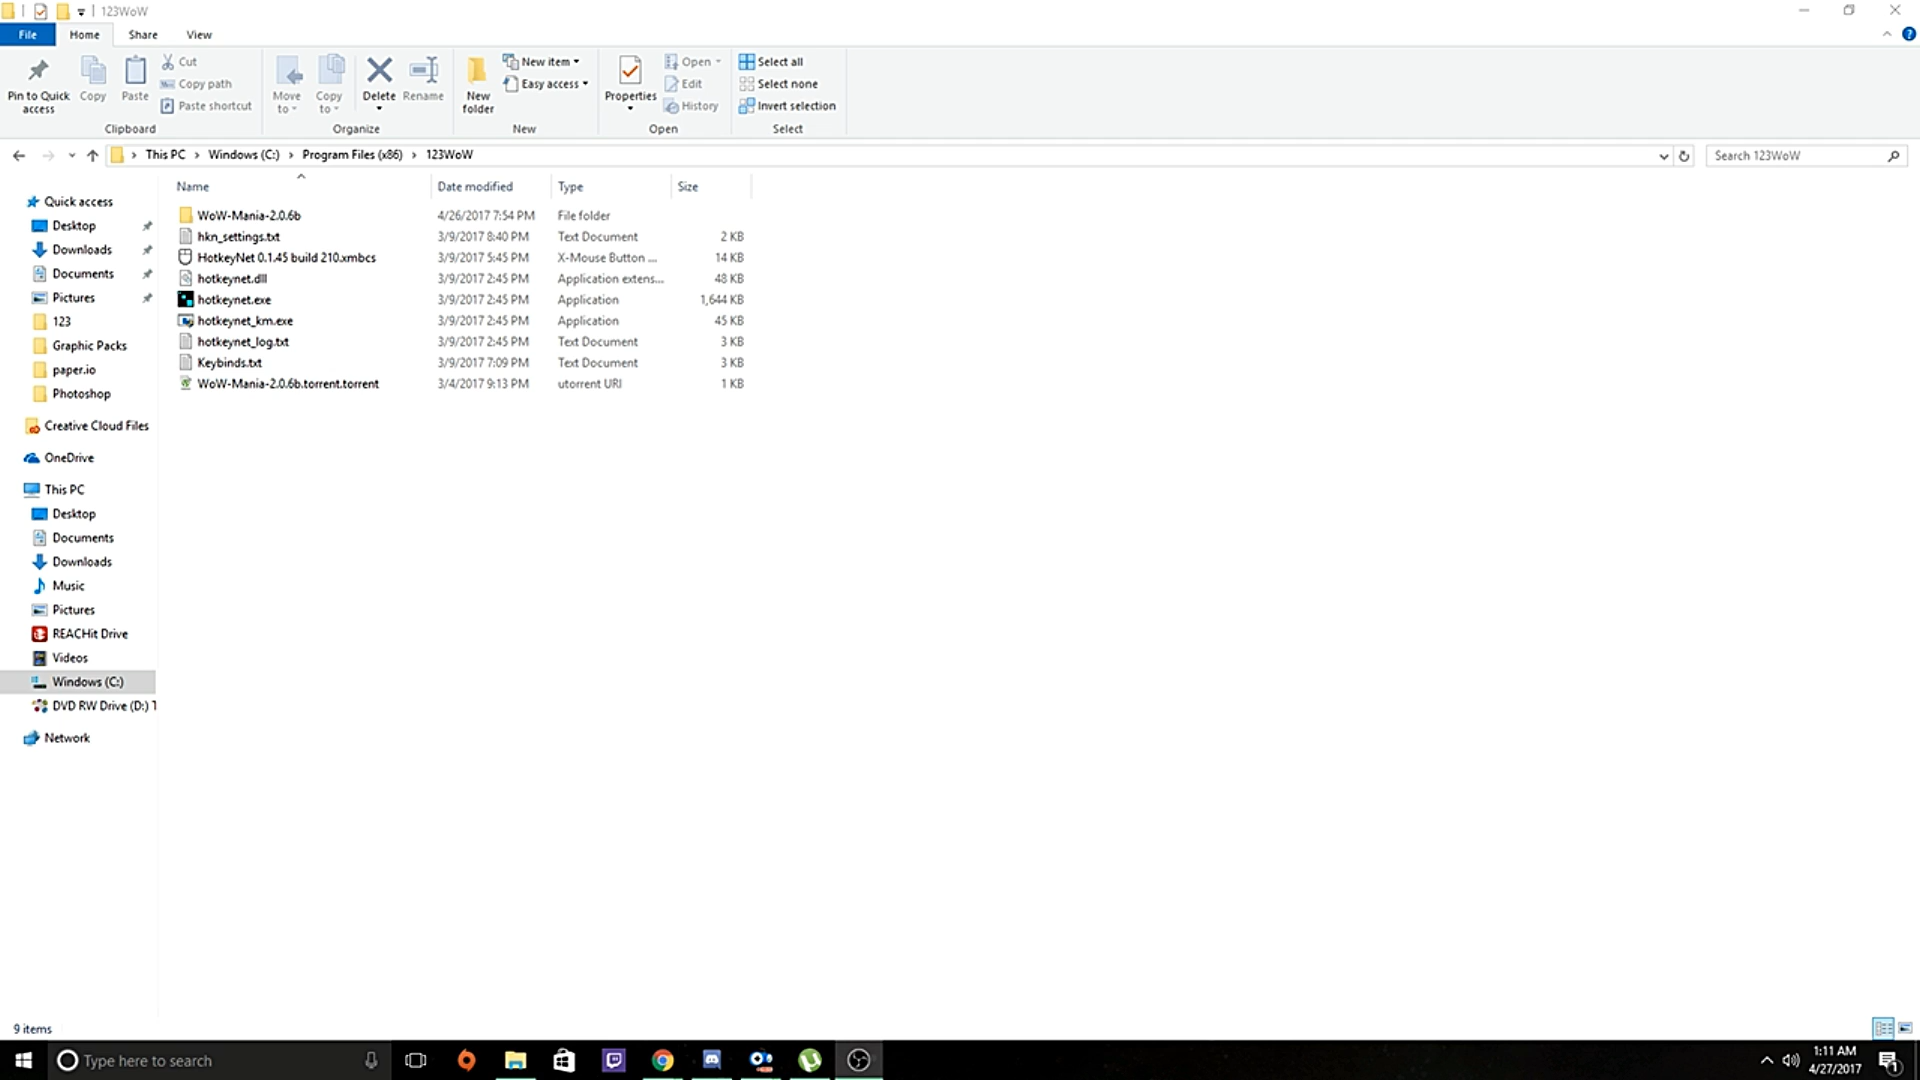 123WoW
File Home Share View
Pin to Quick access
Copy
Paste
Cut
Copy path
Paste shortcut
Clipboard
Move to
Copy to
Delete
Rename
Organize
New folder
New item
Easy access
New
Properties
Open
Edit
History
Open
Select all
Select none
Invert selection
Select
This PC > Windows (C:) > Program Files (x86) > 123WoW
Search 123WoW
Name Date modified Type Size
WoW-Mania-2.0.6b 4/26/2017 7:54 PM File folder
hkn_settings.txt 3/9/2017 8:40 PM Text Document 2 KB
HotkeyNet 0.1.45 build 210.xmbcs 3/9/2017 5:45 PM X-Mouse Button ... 14 KB
hotkeynet.dll 3/9/2017 2:45 PM Application extens... 48 KB
hotkeynet.exe 3/9/2017 2:45 PM Application 1,644 KB
hotkeynet_km.exe 3/9/2017 2:45 PM Application 45 KB
hotkeynet_log.txt 3/9/2017 2:45 PM Text Document 3 KB
Keybinds.txt 3/9/2017 7:09 PM Text Document 3 KB
WoW-Mania-2.0.6b.torrent.torrent 3/4/2017 9:13 PM utorrent URI 1 KB
Quick access
Desktop
Downloads
Documents
Pictures
123
Graphic Packs
paper.io
Photoshop
Creative Cloud Files
OneDrive
This PC
Desktop
Documents
Downloads
Music
Pictures
REACHit Drive
Videos
Windows (C:)
DVD RW Drive (D:) T
Network
9 items
Type here to search
1:11 AM
4/27/2017
1